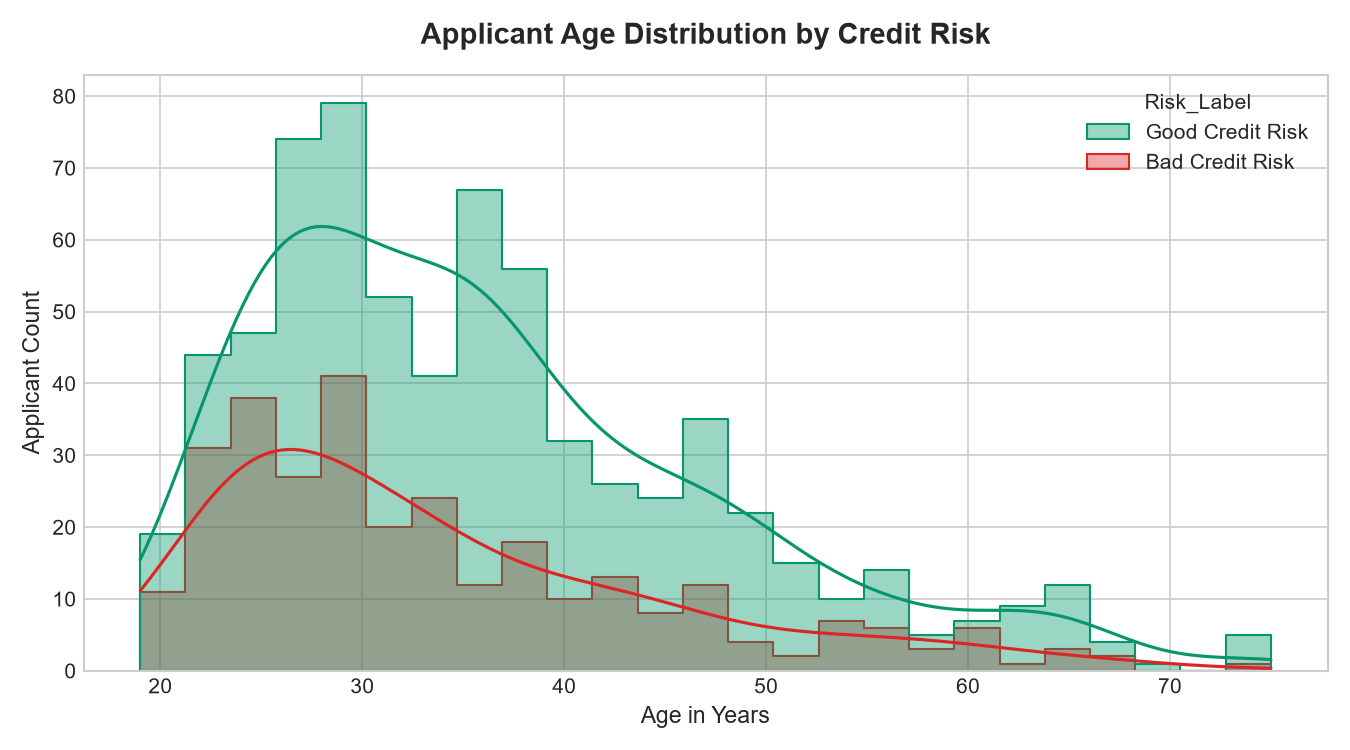 Applicant Age Distribution by Credit Risk
Risk_Label
Good Credit Risk
Bad Credit Risk
Applicant Count
80
70
60
50
40
30
20
10
0
20 30 40 50 60 70
Age in Years